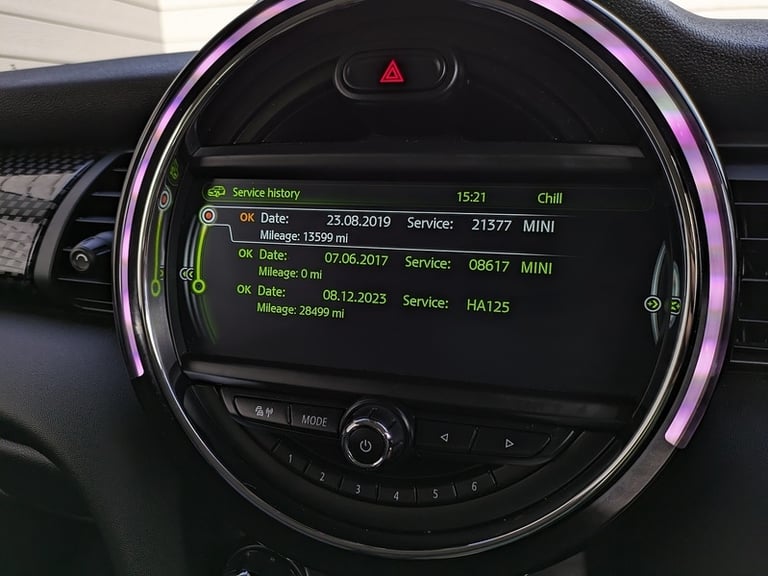 Service history 15:21 Chill
OK Date: 23.08.2019 Service: 21377 MINI
Mileage: 13599 mi
OK Date: 07.06.2017 Service: 08617 MINI
Mileage: 0 mi
OK Date: 08.12.2023 Service: HA125
Mileage: 28499 mi
MODE
1 2 3 4 5 6